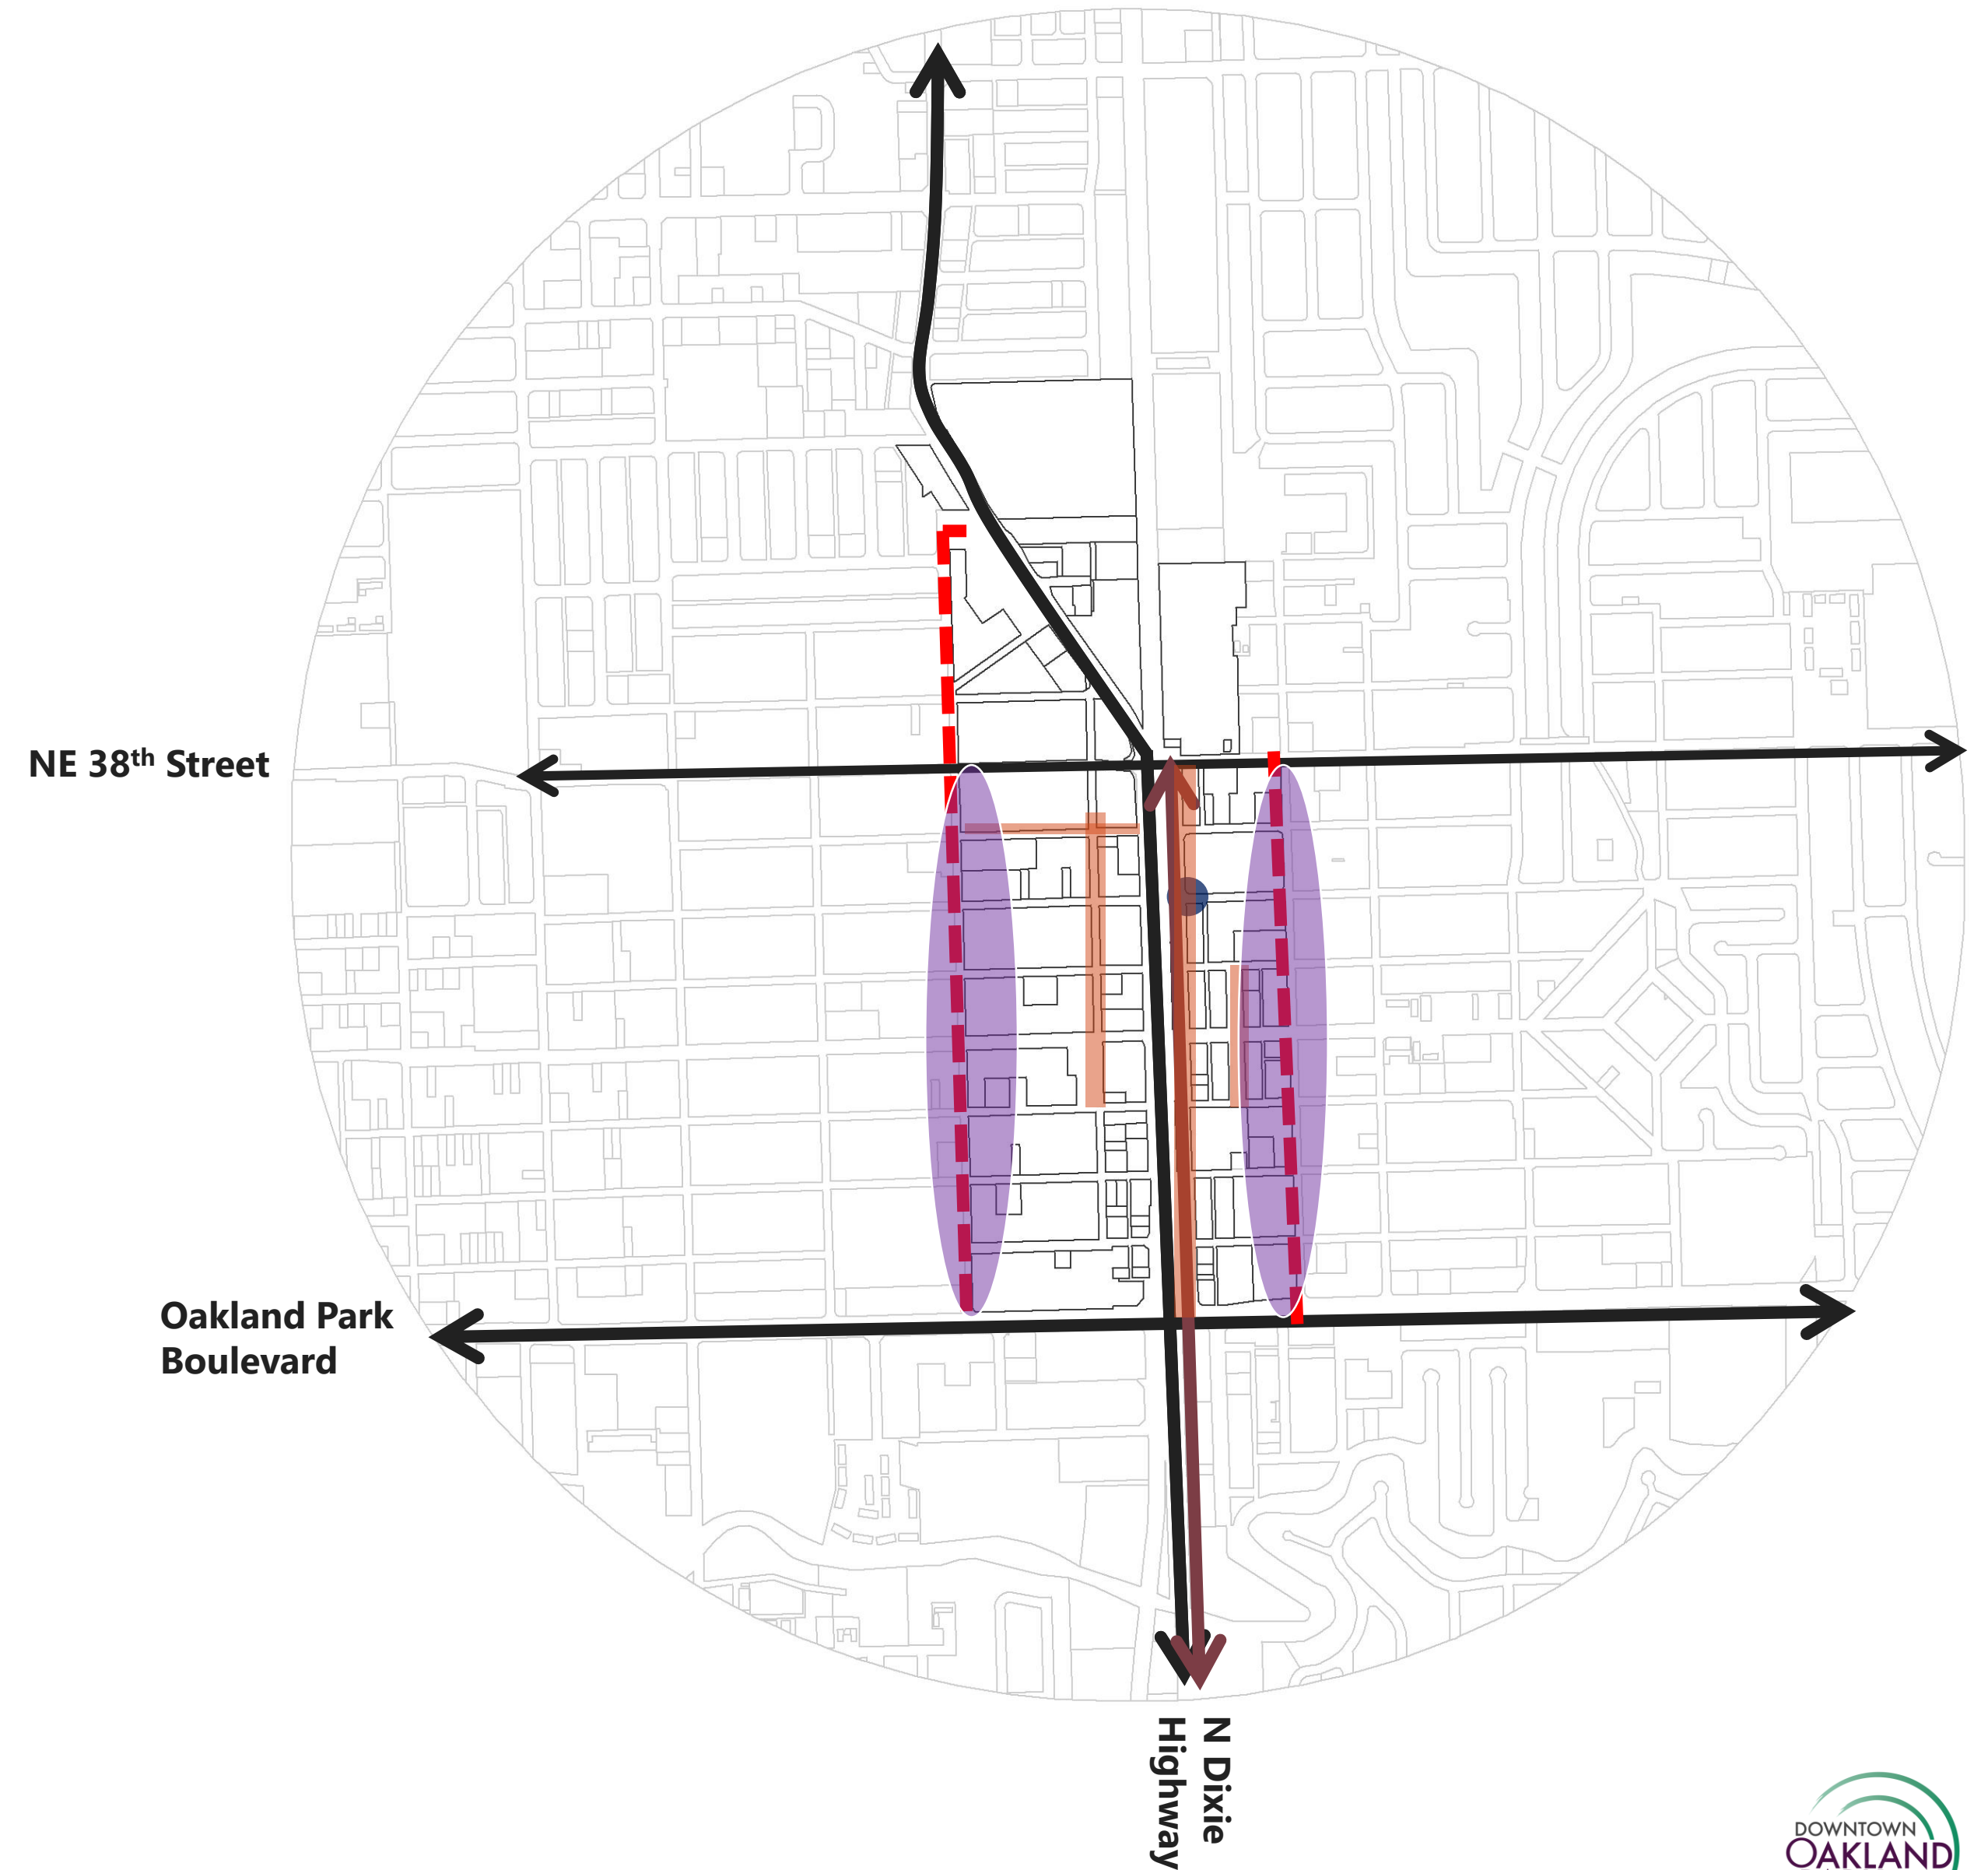 NE 38th Street
Oakland Park
Boulevard
N Dixie
Highway
DOWNTOWN
OAKLAND